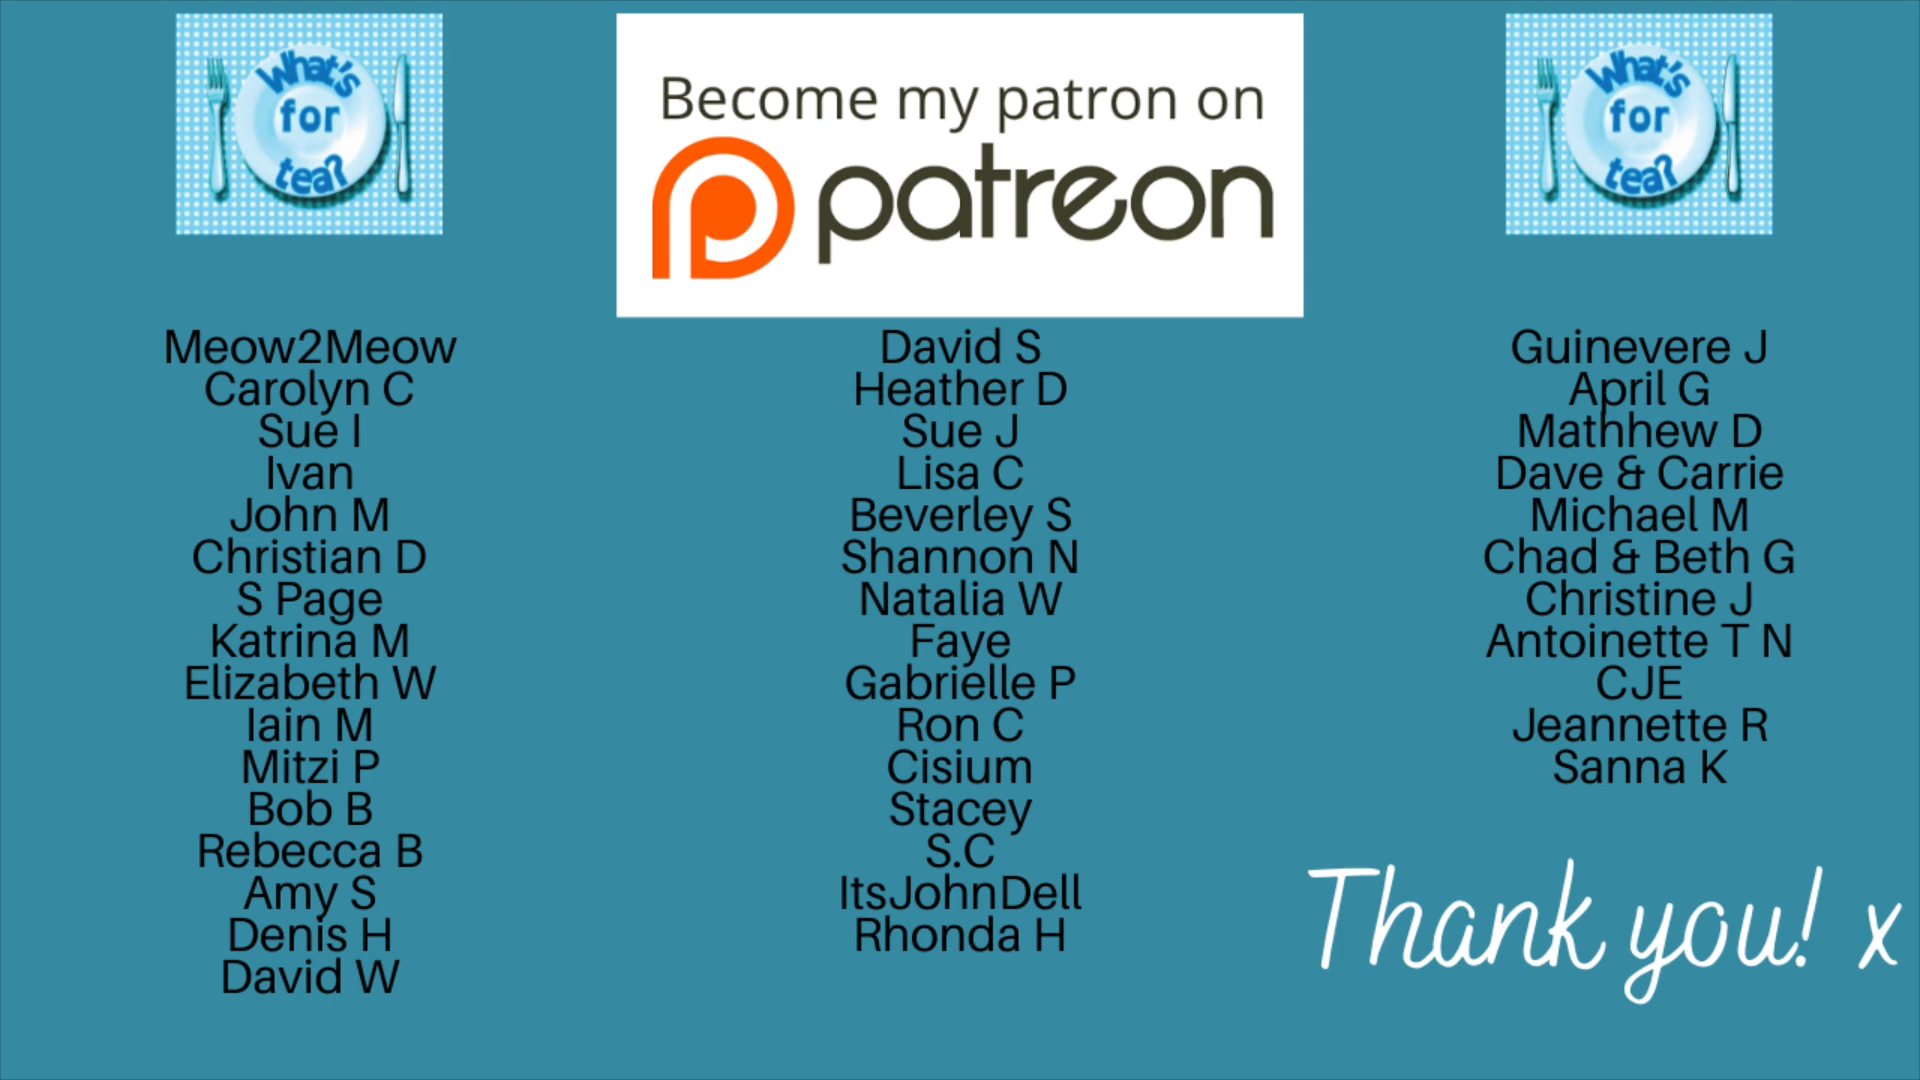 What's
for
tea?
Become my patron on
patreon
What's
for
tea?
Meow2Meow
Carolyn C
Sue I
Ivan
John M
Christian D
S Page
Katrina M
Elizabeth W
Iain M
Mitzi P
Bob B
Rebecca B
Amy S
Denis H
David W
David S
Heather D
Sue J
Lisa C
Beverley S
Shannon N
Natalia W
Faye
Gabrielle P
Ron C
Cisium
Stacey
S.C
ItsJohnDell
Rhonda H
Guinevere J
April G
Mathhew D
Dave & Carrie
Michael M
Chad & Beth G
Christine J
Antoinette T N
CJE
Jeannette R
Sanna K
Thank you! x